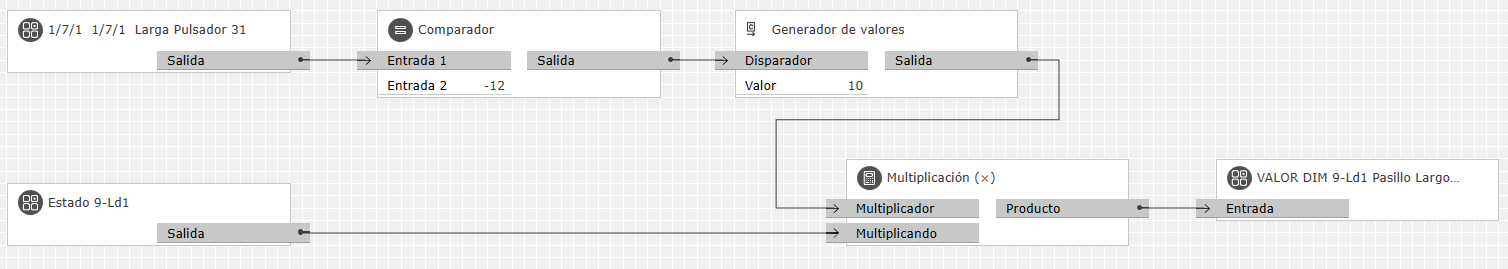 1/7/1 1/7/1 Larga Pulsador 31
Salida
Comparador
Entrada 1
Salida
Entrada 2 -12
Generador de valores
Disparador
Salida
Valor 10
Estado 9-Ld1
Salida
Multiplicación (×)
Multiplicador
Producto
Multiplicando
VALOR DIM 9-Ld1 Pasillo Largo...
Entrada